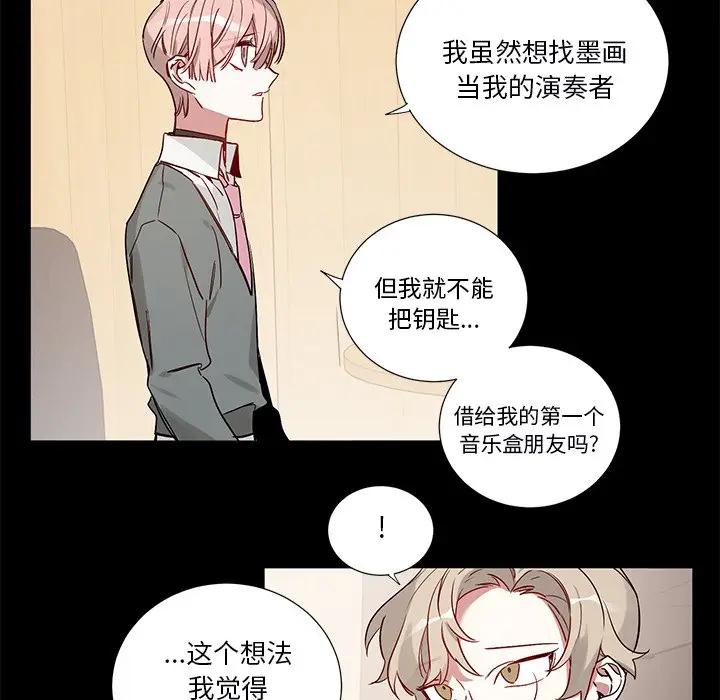 我虽然想找墨画
当我的演奏者
但我就不能
把钥匙...
借给我的第一个
音乐盒朋友吗?
!
...这个想法
我觉得